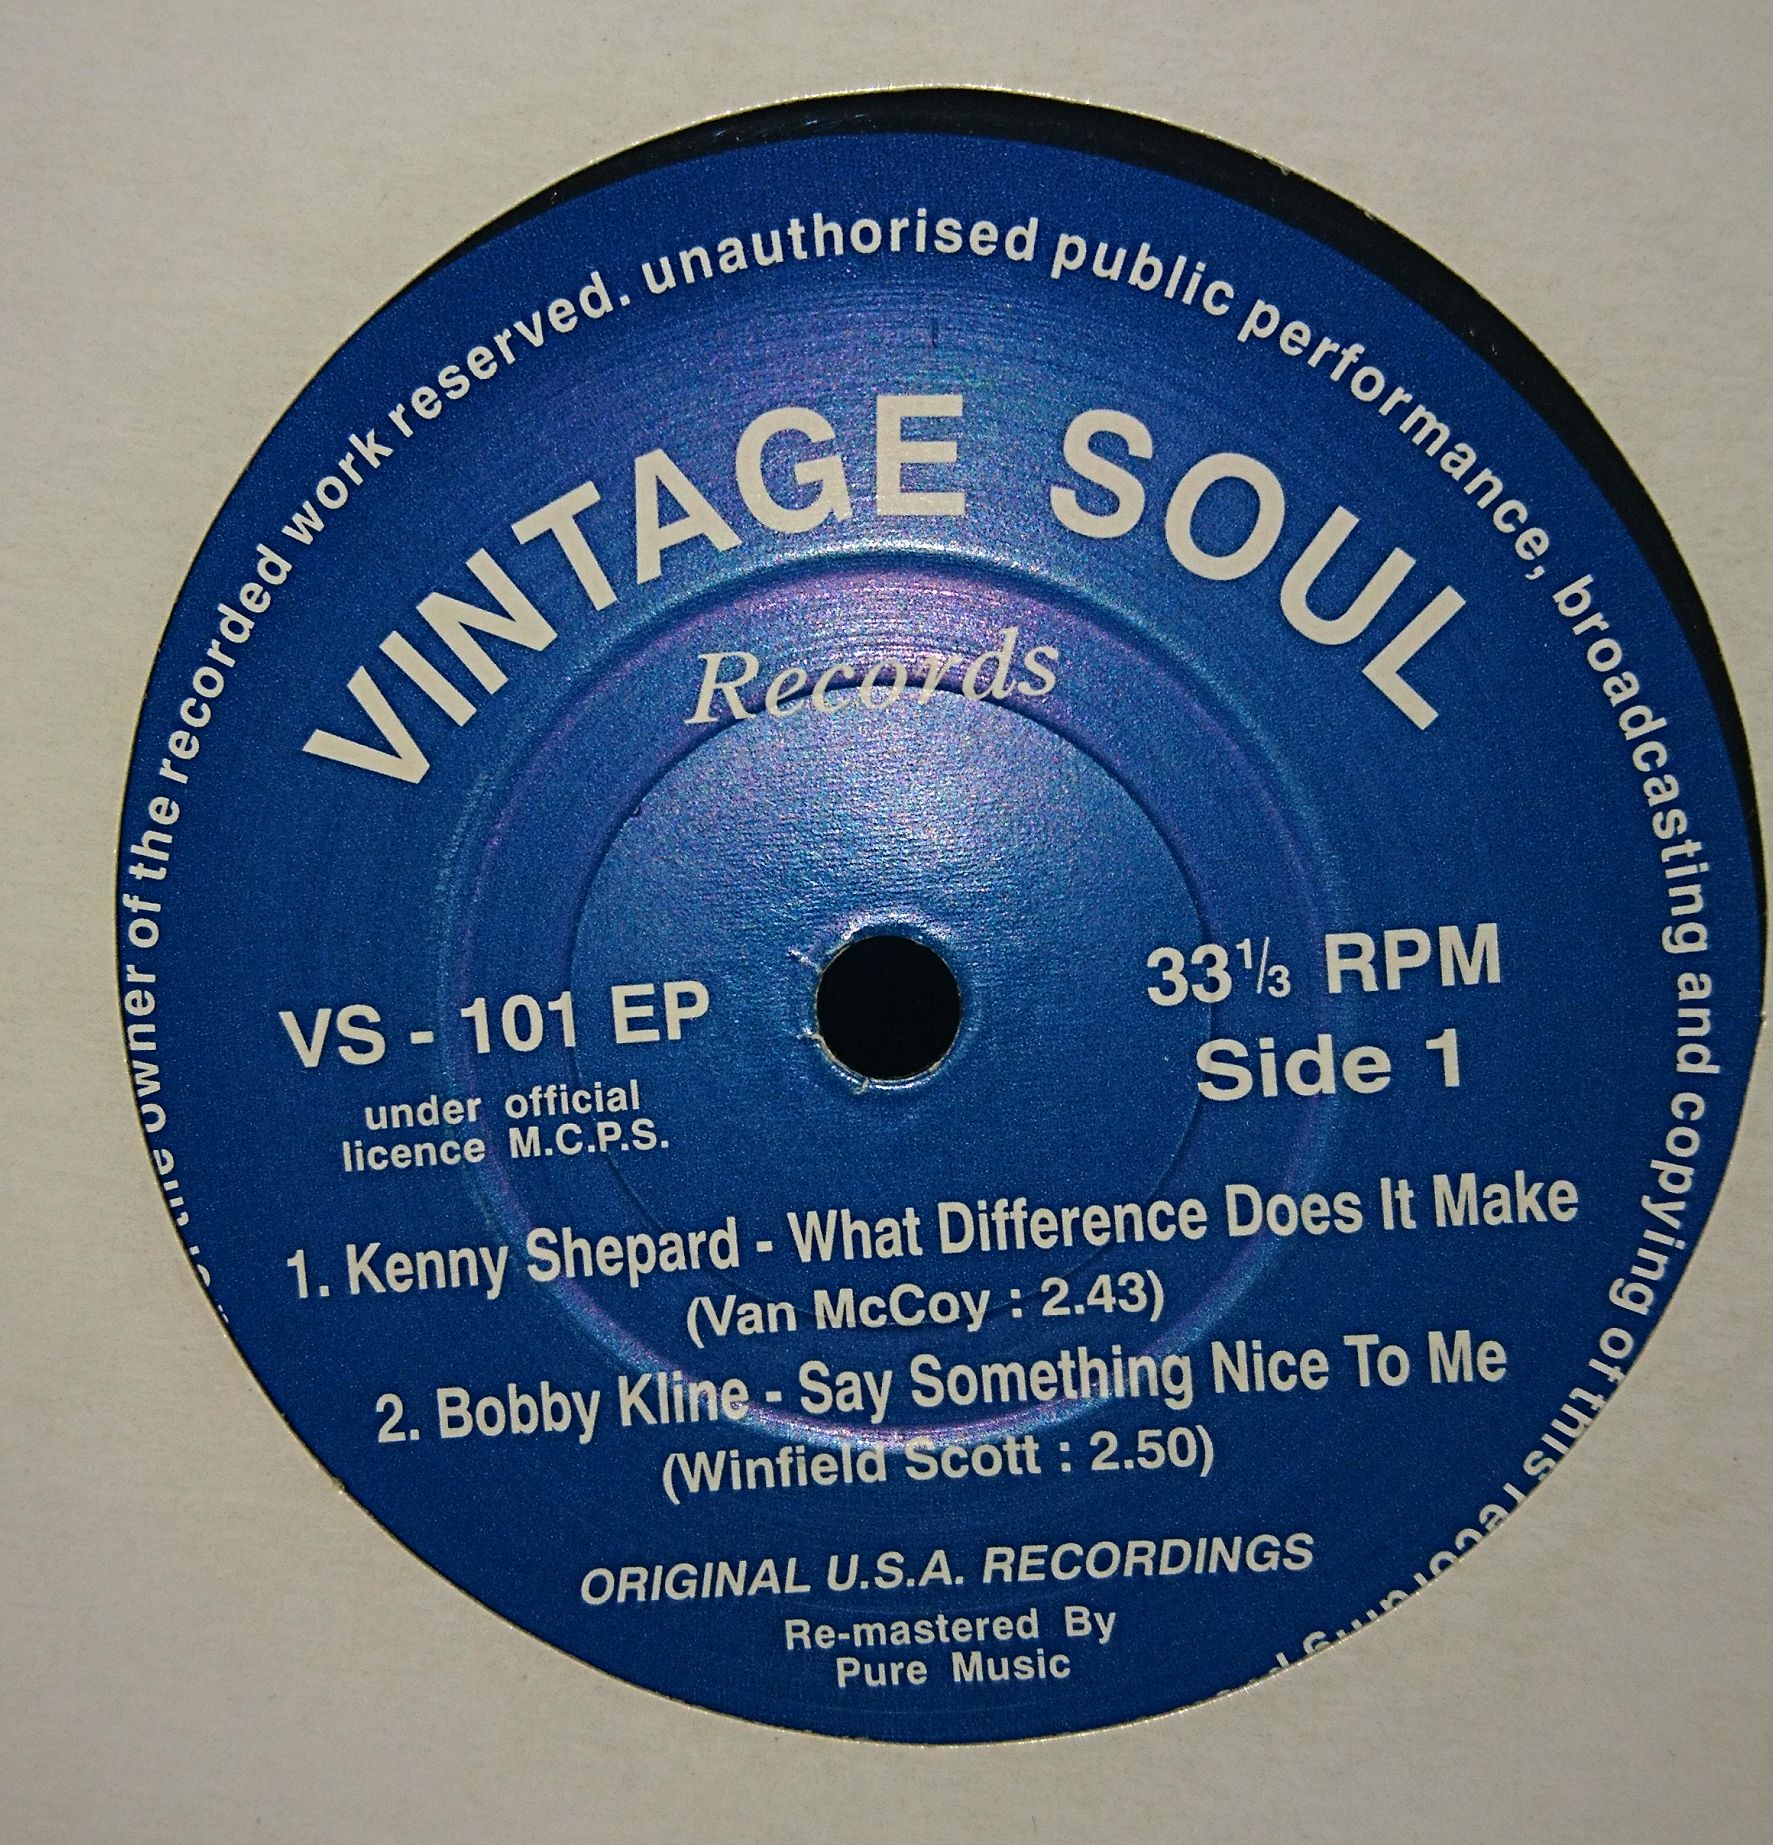 owner of the recorded work reserved. unauthorised public performance, broadcasting and copying of this recording
VINTAGE SOUL
Records
VS - 101 EP
under official
licence M.C.P.S.
33⅓ RPM
Side 1
1. Kenny Shepard - What Difference Does It Make
(Van McCoy : 2.43)
2. Bobby Kline - Say Something Nice To Me
(Winfield Scott : 2.50)
ORIGINAL U.S.A. RECORDINGS
Re-mastered By
Pure Music